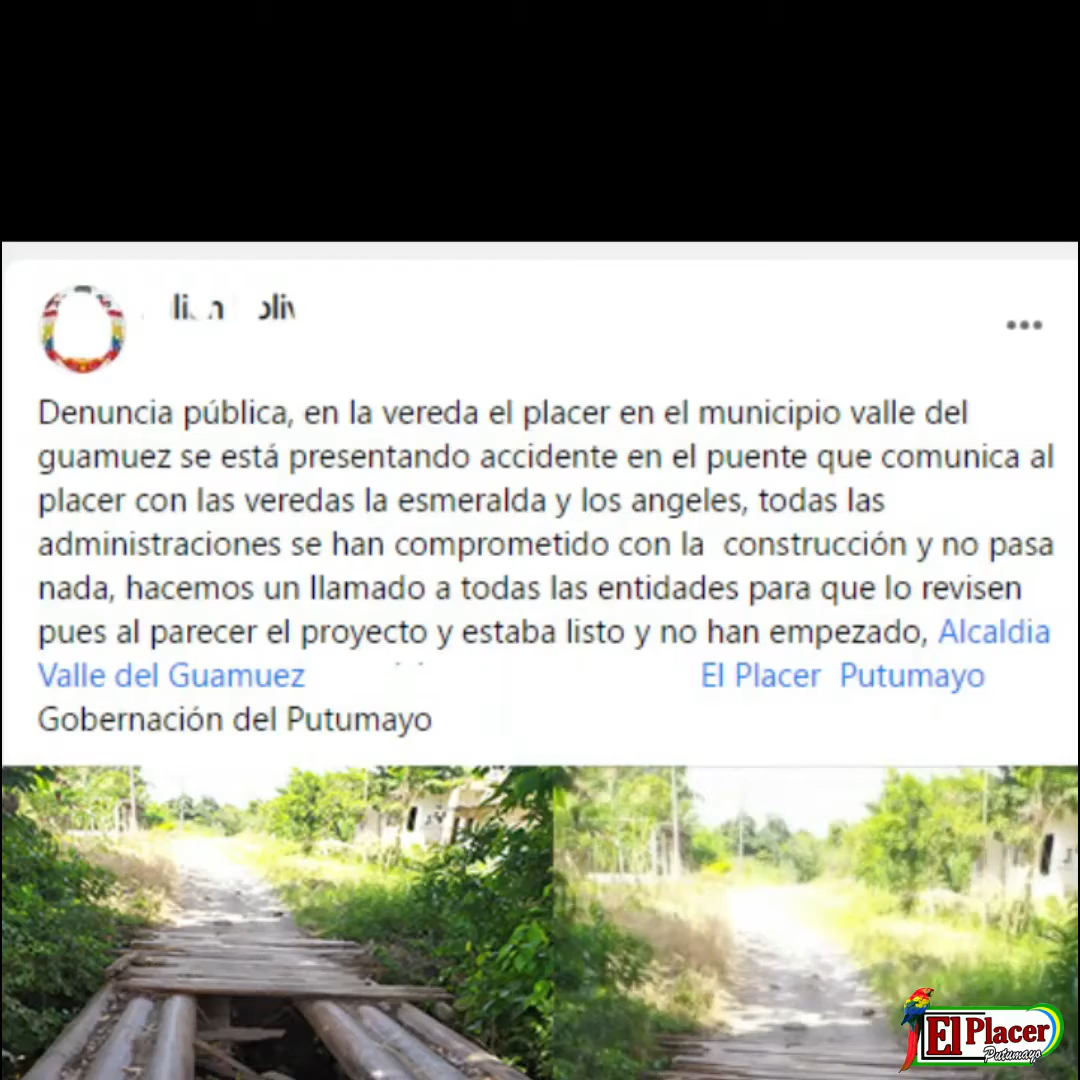 Denuncia pública, en la vereda el placer en el municipio valle del
guamuez se está presentando accidente en el puente que comunica al
placer con las veredas la esmeralda y los angeles, todas las
administraciones se han comprometido con la construcción y no pasa
nada, hacemos un llamado a todas las entidades para que lo revisen
pues al parecer el proyecto y estaba listo y no han empezado, Alcaldia
Valle del Guamuez El Placer Putumayo
Gobernación del Putumayo
El Placer
Putumayo